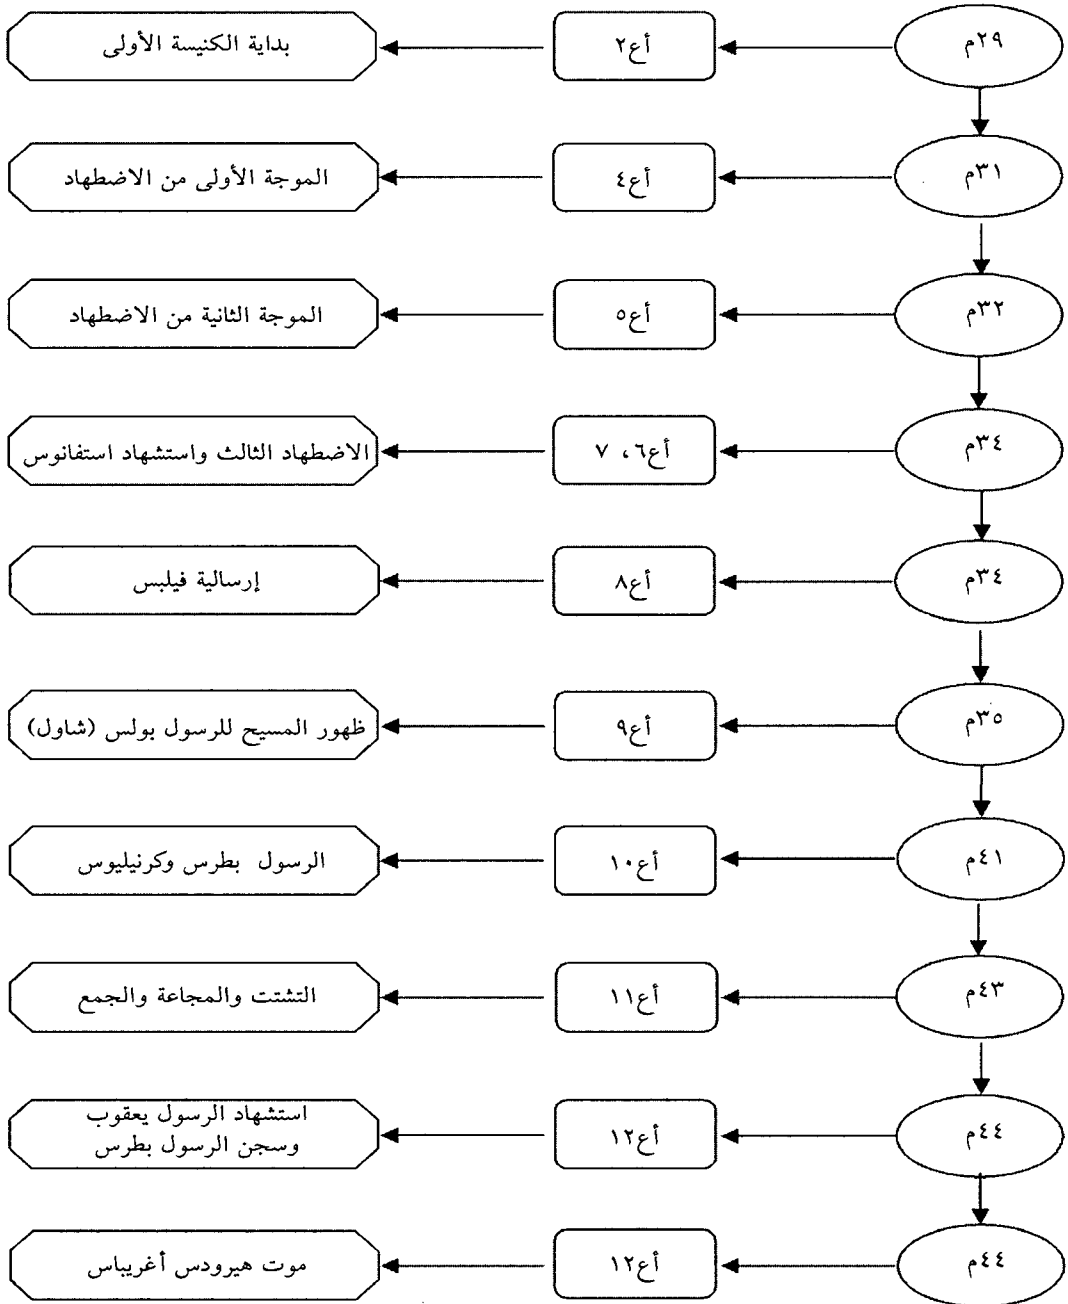 ٢٩م
أع٢
بداية الكنيسة الأولى
٣١م
أع٤
الموجة الأولى من الاضطهاد
٣٢م
أع٥
الموجة الثانية من الاضطهاد
٣٤م
أع٦، ٧
الاضطهاد الثالث واستشهاد استفانوس
٣٤م
أع٨
إرسالية فيلبس
٣٥م
أع٩
ظهور المسيح للرسول بولس (شاول)
٤١م
أع١٠
الرسول بطرس وكرنيليوس
٤٣م
أع١١
التشتت والمجاعة والجمع
٤٤م
أع١٢
استشهاد الرسول يعقوب
وسجن الرسول بطرس
٤٤م
أع١٢
موت هيرودس أغريباس